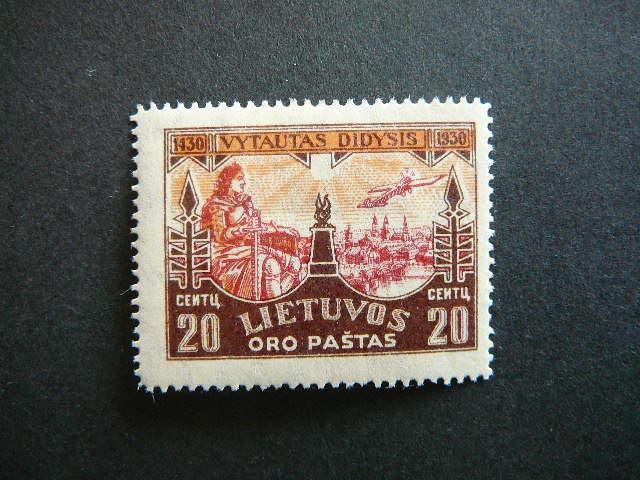 1430 VYTAUTAS DIDYSIS 1930
CENTŲ CENTŲ
20 LIETUVOS 20
ORO PAŠTAS